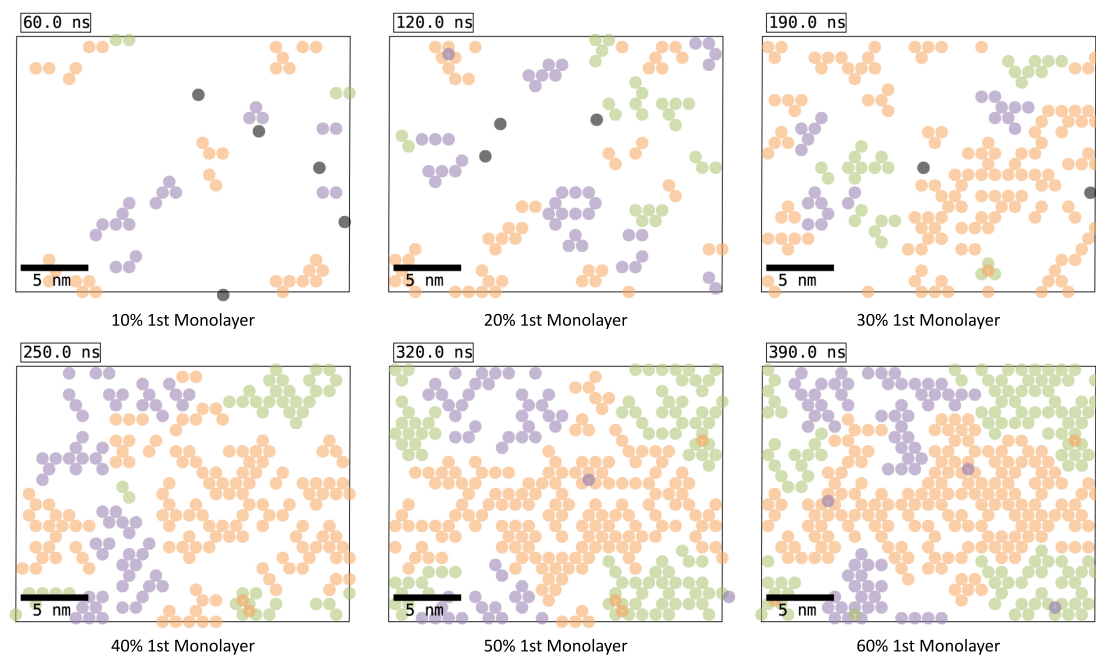 60.0 ns
120.0 ns
190.0 ns
5 nm
5 nm
5 nm
10% 1st Monolayer
20% 1st Monolayer
30% 1st Monolayer
250.0 ns
320.0 ns
390.0 ns
5 nm
5 nm
5 nm
40% 1st Monolayer
50% 1st Monolayer
60% 1st Monolayer